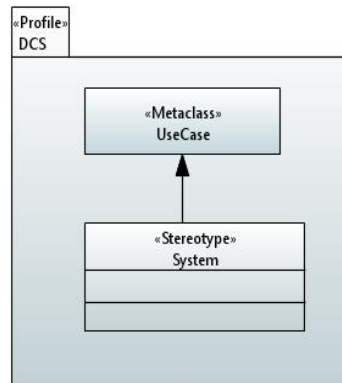 «Profile»
DCS
«Metaclass»
UseCase
«Stereotype»
System